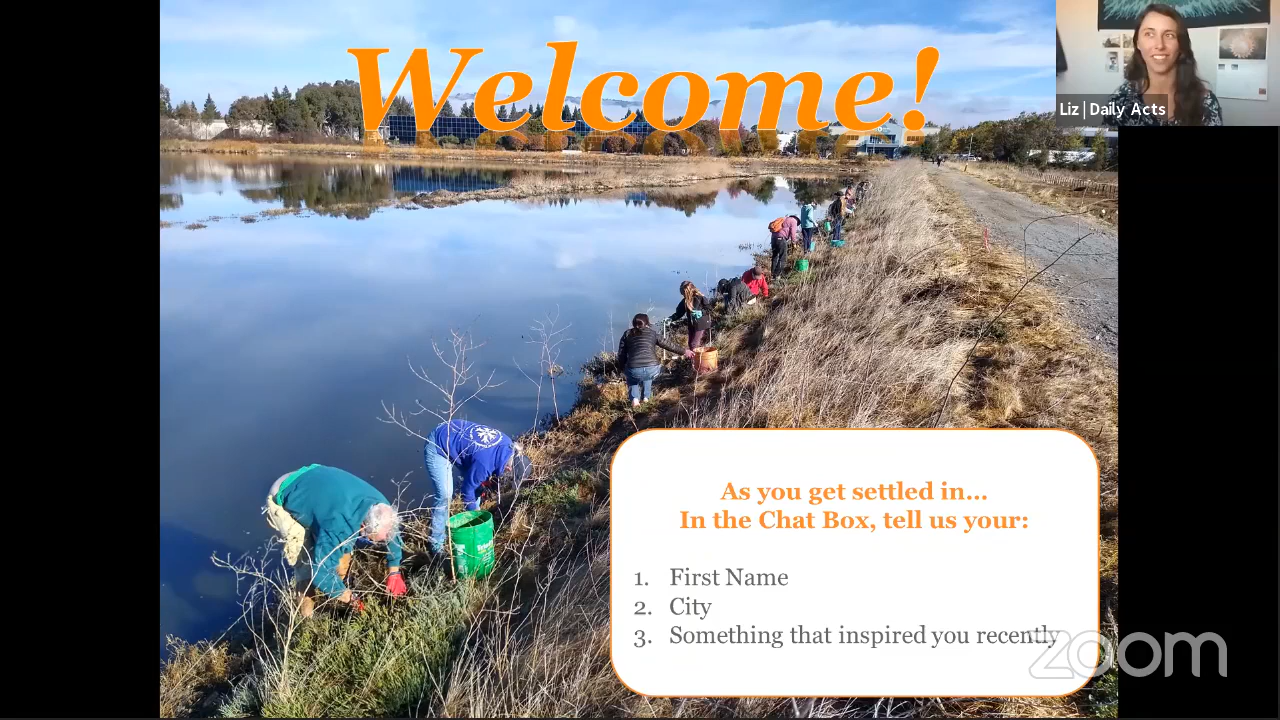 Welcome!
Liz | Daily Acts
As you get settled in...
In the Chat Box, tell us your:
1. First Name
2. City
3. Something that inspired you recently
zoom